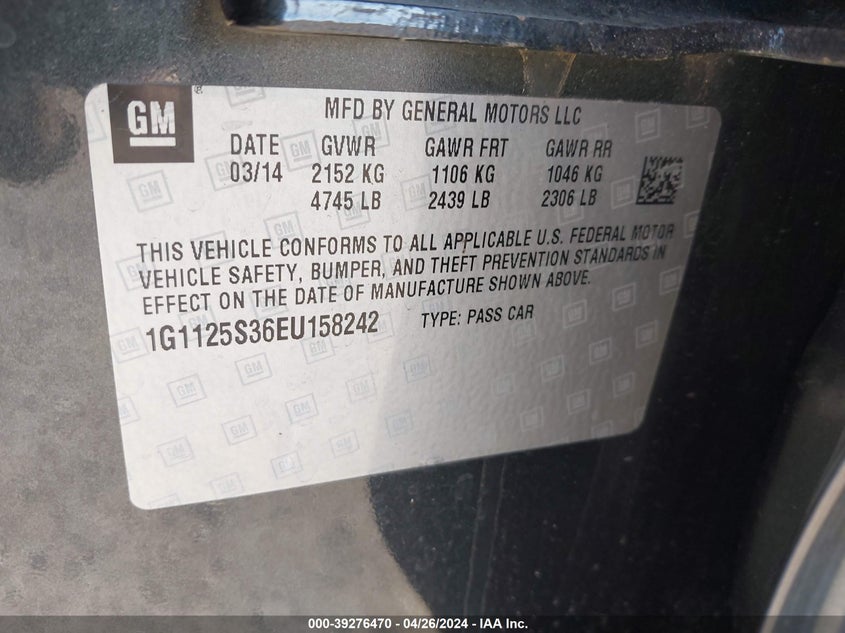 GM
MFD BY GENERAL MOTORS LLC
DATE GVWR GAWR FRT GAWR RR
03/14 2152 KG 1106 KG 1046 KG
4745 LB 2439 LB 2306 LB
THIS VEHICLE CONFORMS TO ALL APPLICABLE U.S. FEDERAL MOTOR
VEHICLE SAFETY, BUMPER, AND THEFT PREVENTION STANDARDS IN
EFFECT ON THE DATE OF MANUFACTURE SHOWN ABOVE.
1G1125S36EU158242 TYPE: PASS CAR
000-39276470 - 04/26/2024 - IAA Inc.